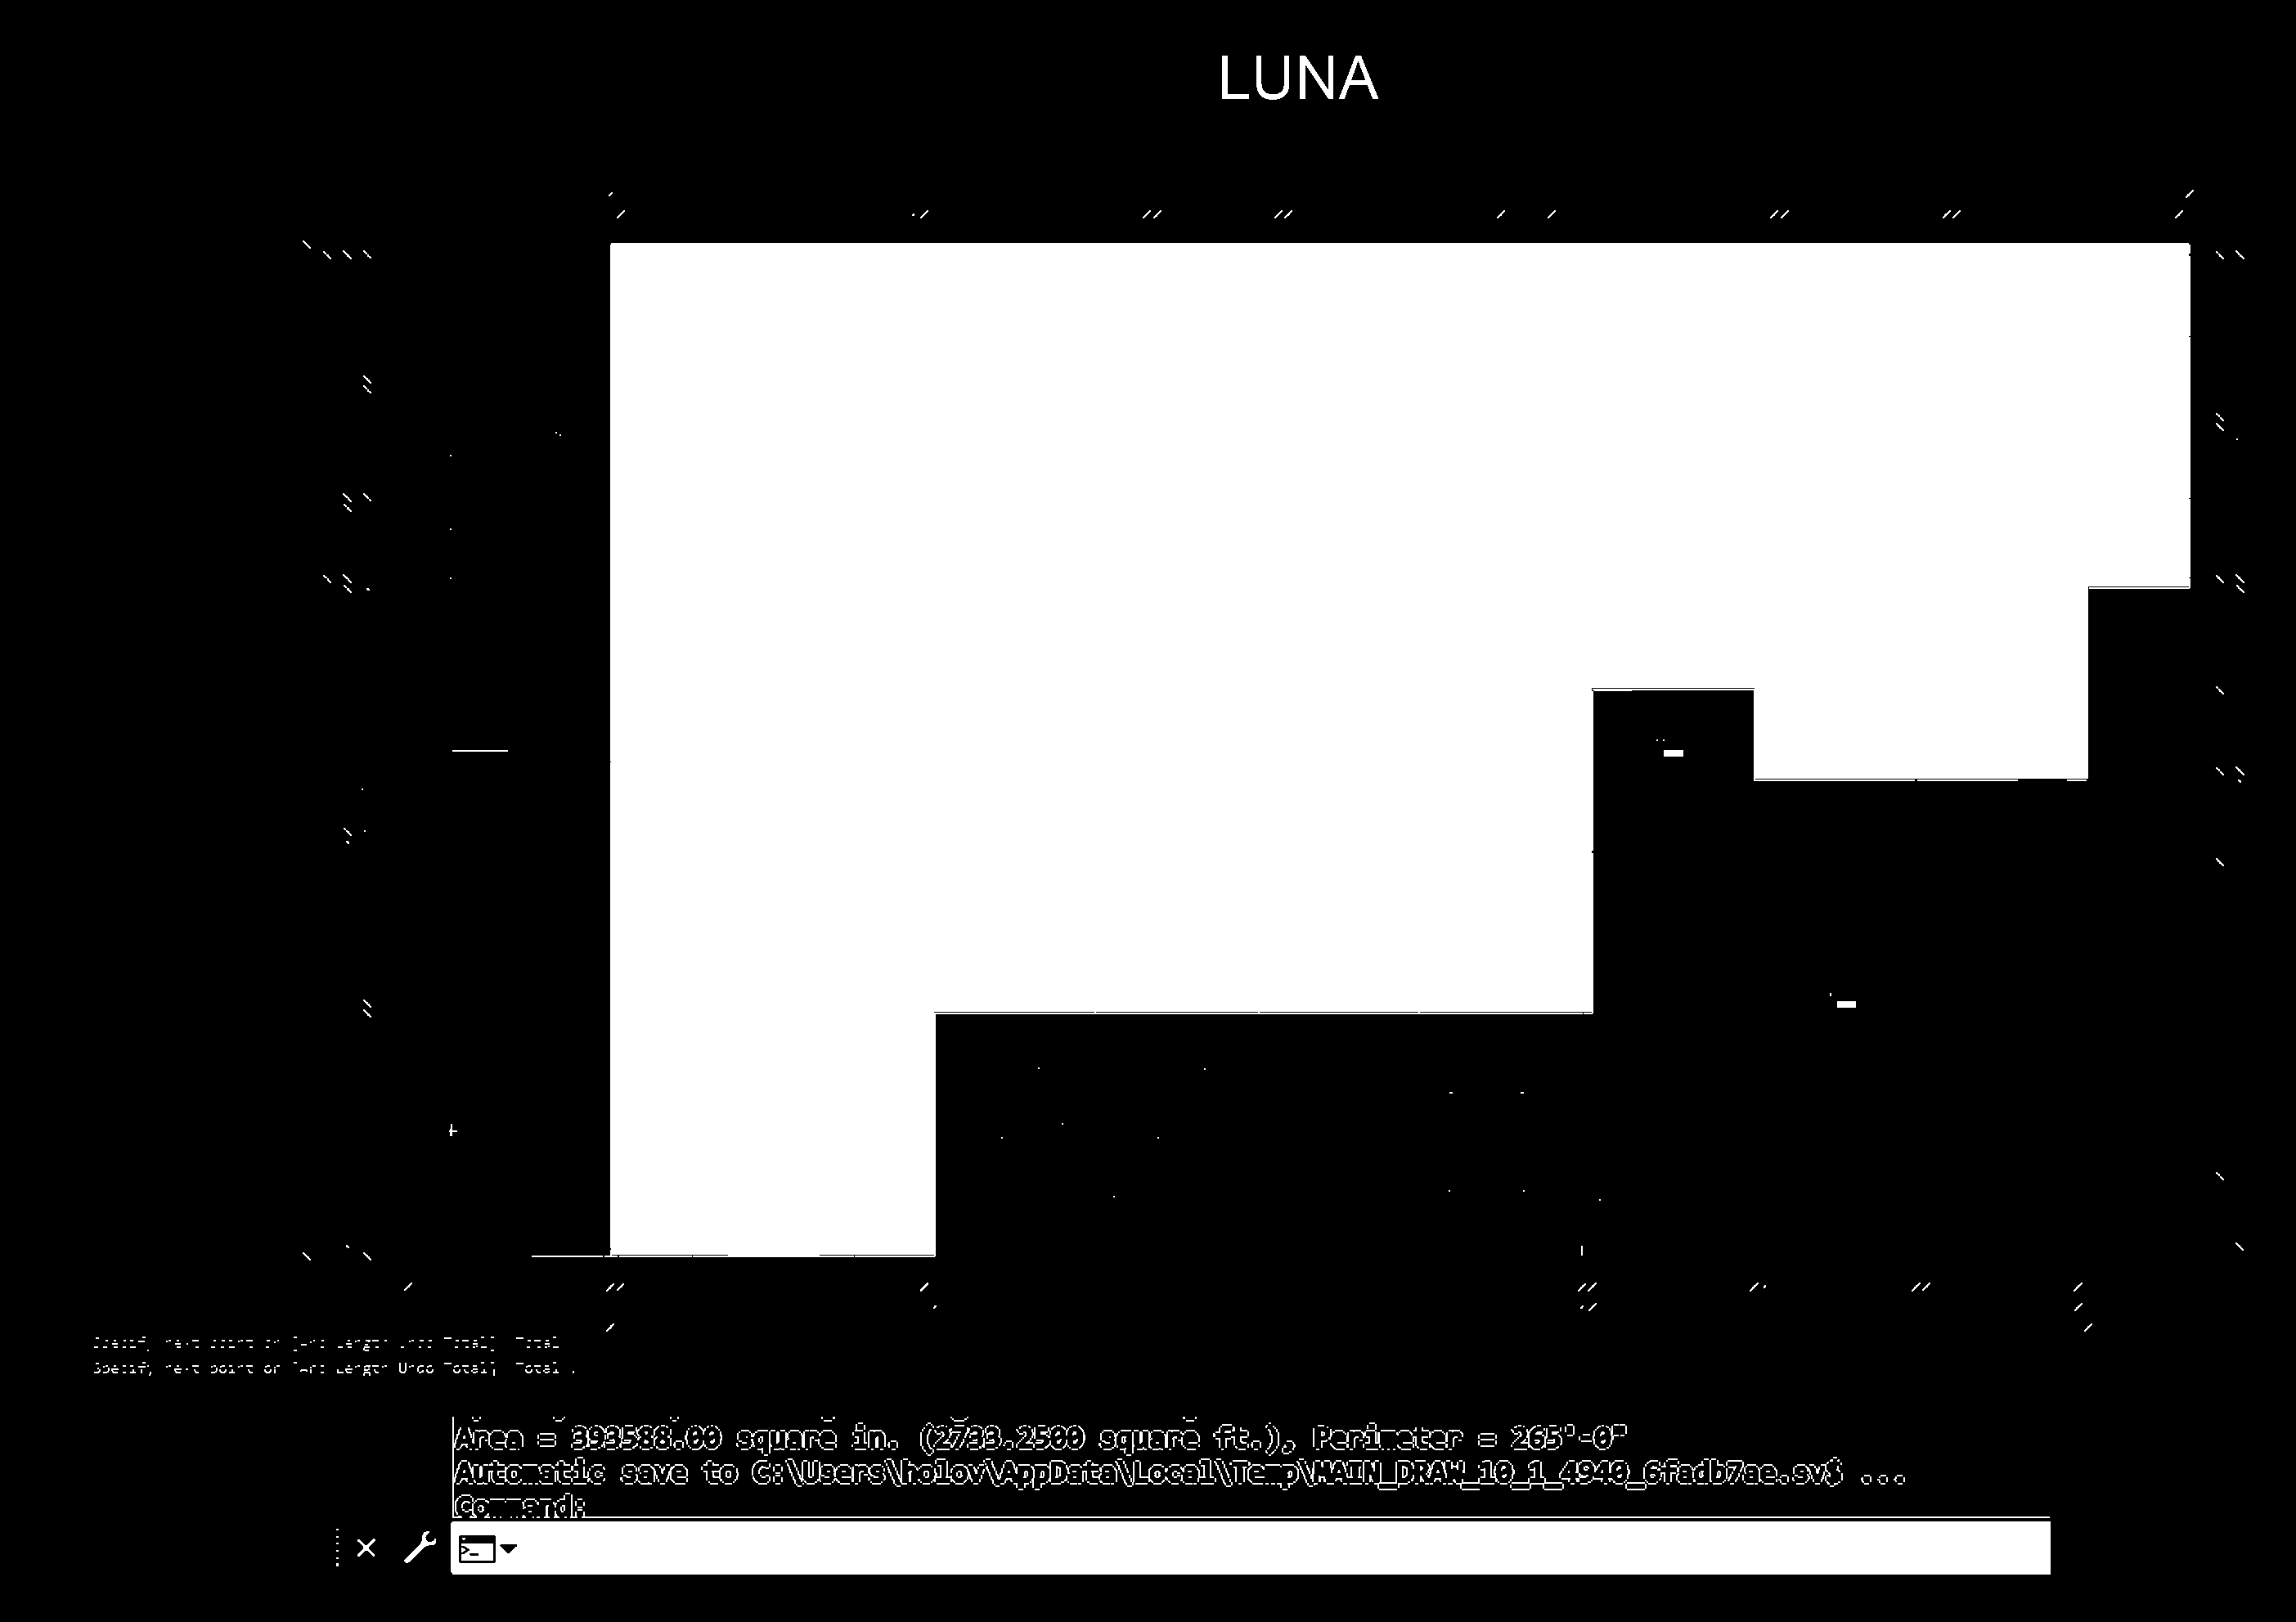 LUNA
Specify next point or [Arc Length Undo Total] Total
Specify next point or [Arc Length Undo Total] Total
Area = 393588.00 square in. (2733.2500 square ft.), Perimeter = 265'-0"
Automatic save to C:\Users\holov\AppData\Local\Temp\MAIN_DRAW_10_1_4940_6fadb7ae.sv$ ...
Command: